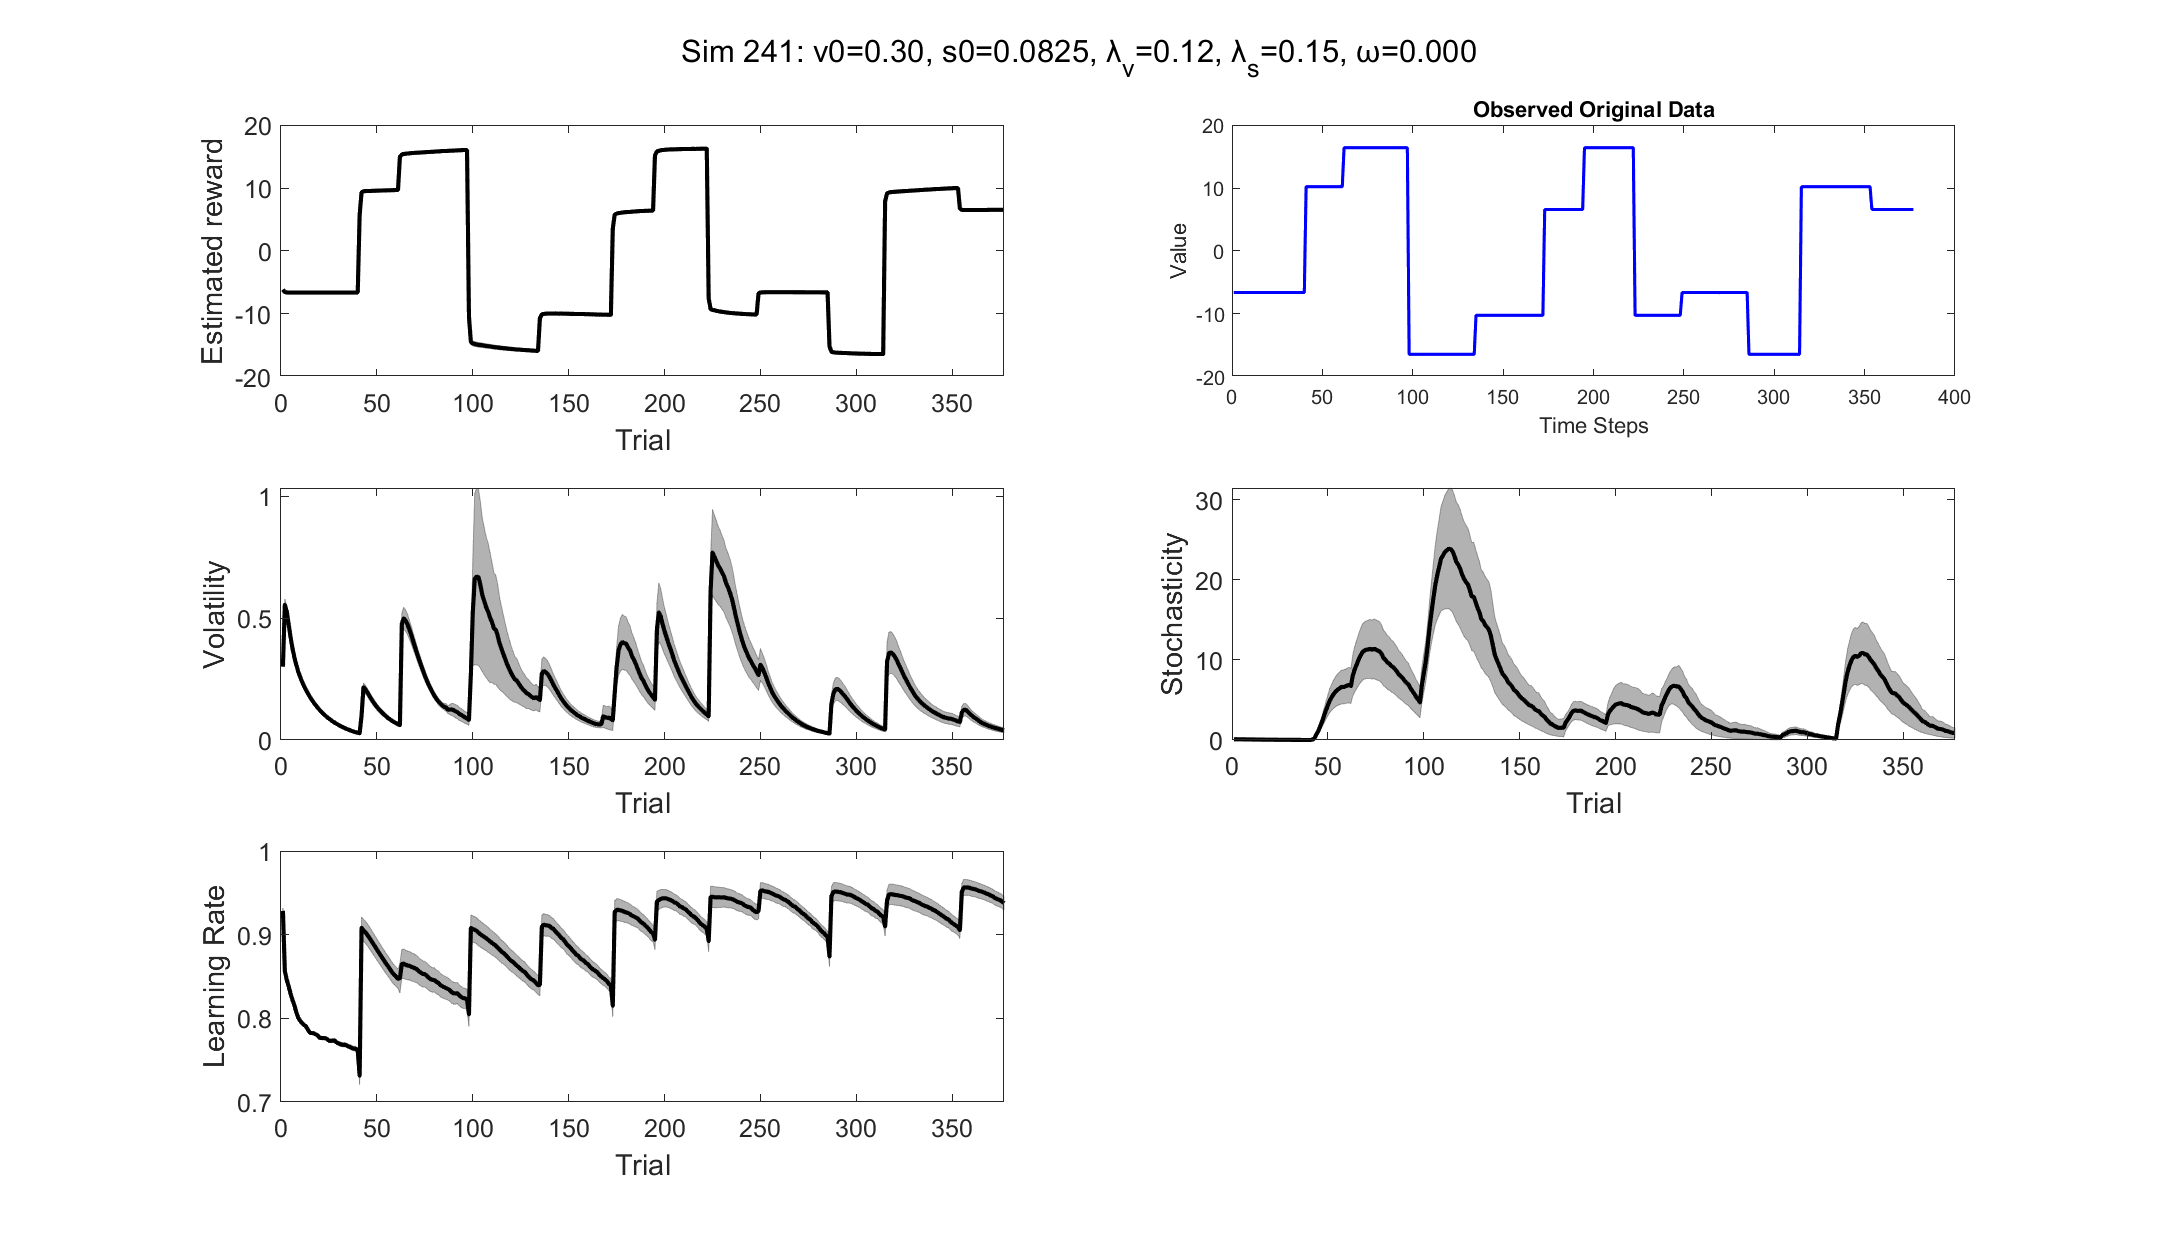 Sim 241: v0=0.30, s0=0.0825, λv=0.12, λs=0.15, ω=0.000
Estimated reward
20
10
0
-10
-20
0 50 100 150 200 250 300 350
Trial
Observed Original Data
Value
20
10
0
-10
-20
0 50 100 150 200 250 300 350 400
Time Steps
Volatility
1
0.5
0
0 50 100 150 200 250 300 350
Trial
Stochasticity
30
20
10
0
0 50 100 150 200 250 300 350
Trial
Learning Rate
1
0.9
0.8
0.7
0 50 100 150 200 250 300 350
Trial